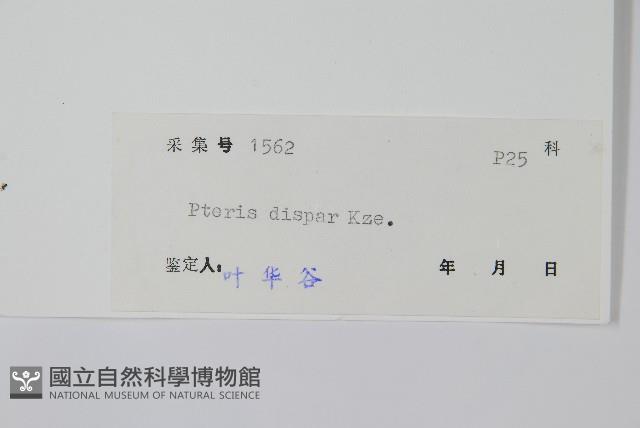 采集号 1562 P25 科
Pteris dispar Kze.
鉴定人: 叶华谷 年 月 日
國立自然科學博物館
NATIONAL MUSEUM OF NATURAL SCIENCE